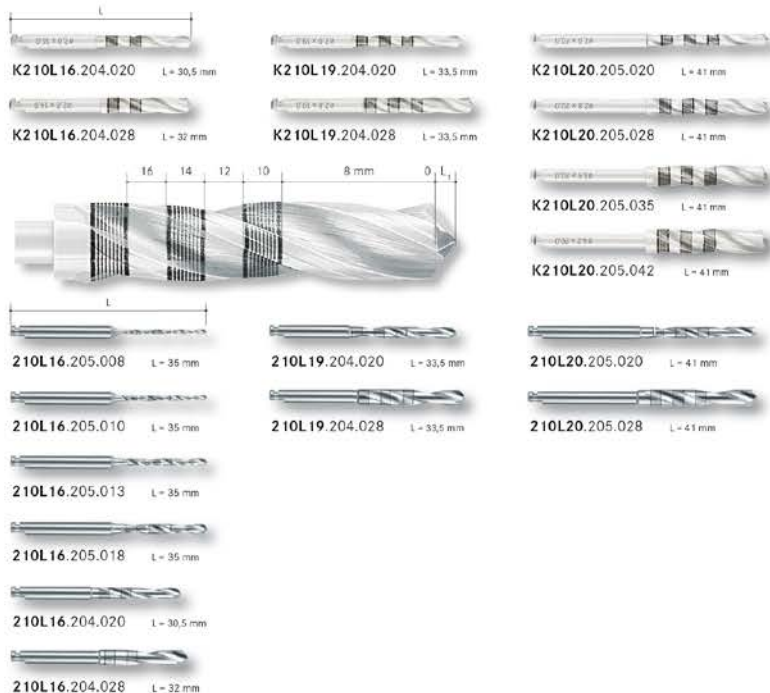 L
K210L16.204.020 L = 30,5 mm
K210L19.204.020 L = 33,5 mm
K210L20.205.020 L = 41 mm
K210L16.204.028 L = 32 mm
K210L19.204.028 L = 33,5 mm
K210L20.205.028 L = 41 mm
16 14 12 10 8 mm 0 L₁
K210L20.205.035 L = 41 mm
K210L20.205.042 L = 41 mm
L
210L16.205.008 L = 35 mm
210L19.204.020 L = 33,5 mm
210L20.205.020 L = 41 mm
210L16.205.010 L = 35 mm
210L19.204.028 L = 33,5 mm
210L20.205.028 L = 41 mm
210L16.205.013 L = 35 mm
210L16.205.018 L = 35 mm
210L16.204.020 L = 30,5 mm
210L16.204.028 L = 32 mm